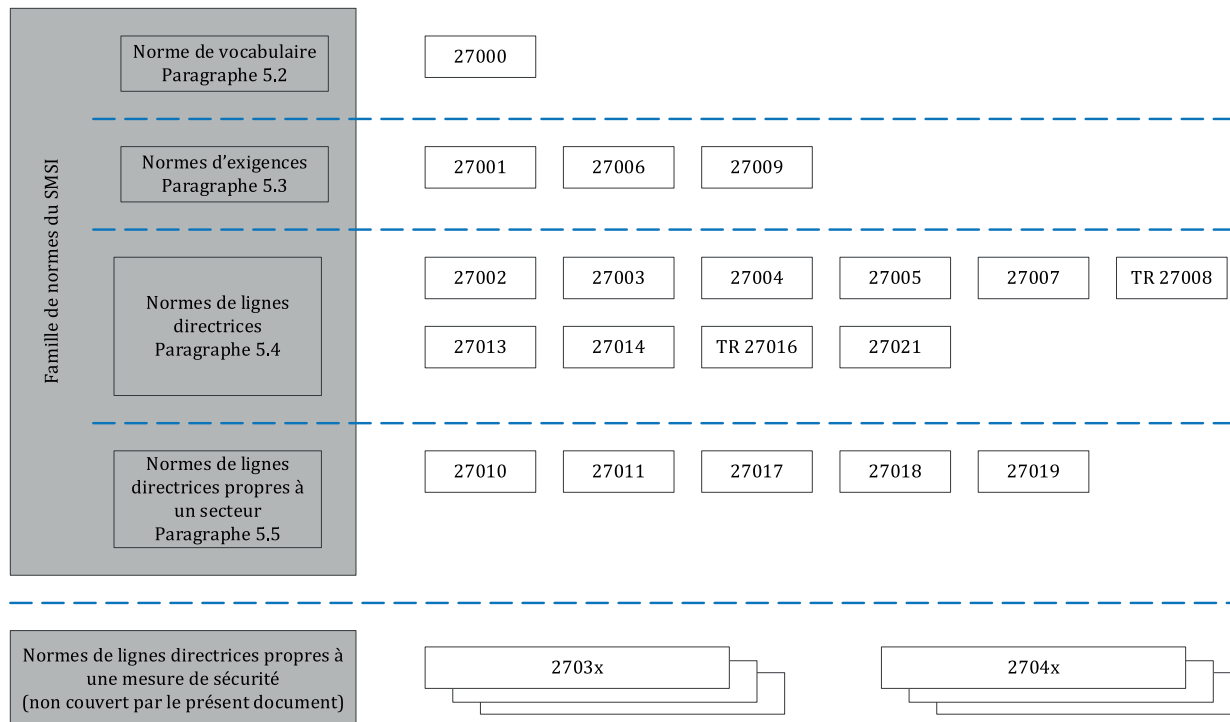 Famille de normes du SMSI
Norme de vocabulaire
Paragraphe 5.2
27000
Normes d'exigences
Paragraphe 5.3
27001
27006
27009
Normes de lignes
directrices
Paragraphe 5.4
27002
27003
27004
27005
27007
TR 27008
27013
27014
TR 27016
27021
Normes de lignes
directrices propres à
un secteur
Paragraphe 5.5
27010
27011
27017
27018
27019
Normes de lignes directrices propres à
une mesure de sécurité
(non couvert par le présent document)
2703x
2704x